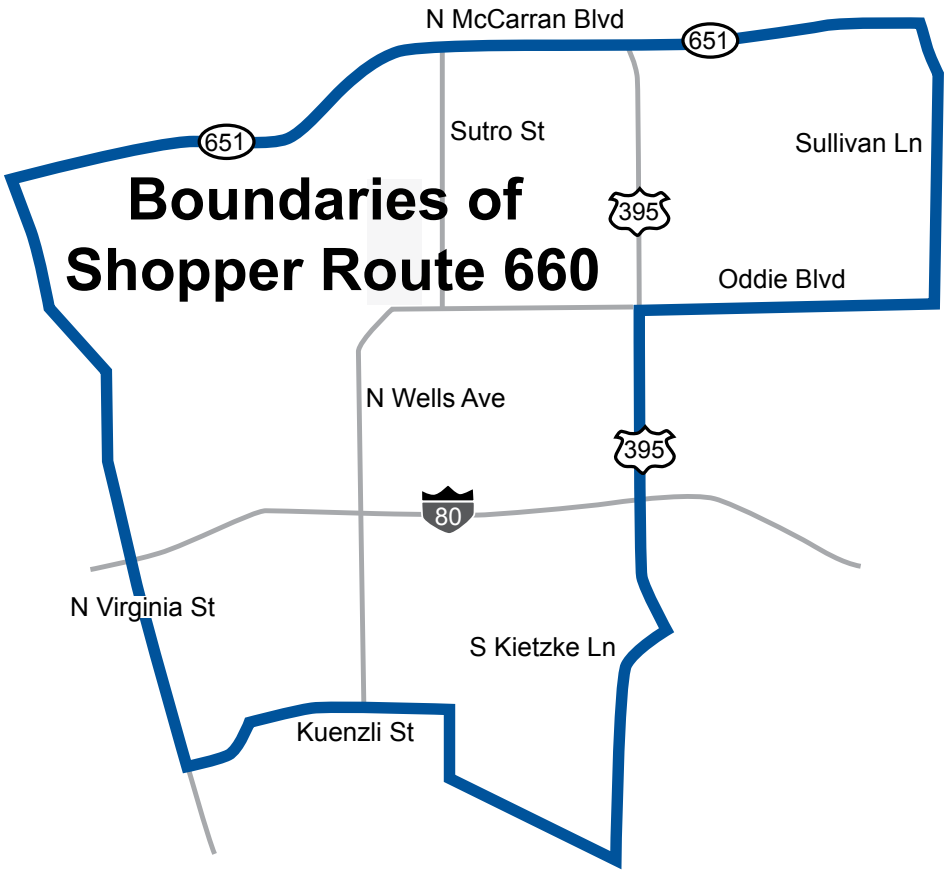 N McCarran Blvd
651
Sutro St
651
Sullivan Ln
Boundaries of
395
Shopper Route 660
Oddie Blvd
N Wells Ave
395
80
N Virginia St
S Kietzke Ln
Kuenzli St